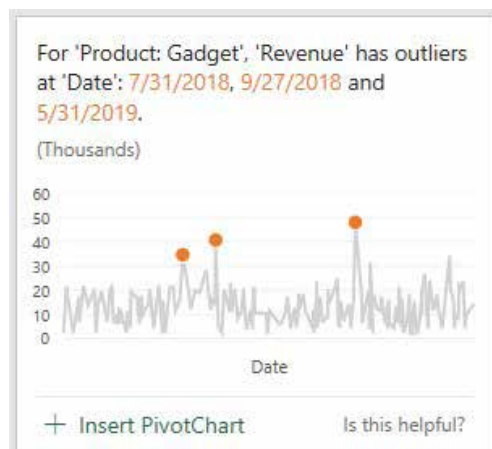 For 'Product: Gadget', 'Revenue' has outliers
at 'Date': 7/31/2018, 9/27/2018 and
5/31/2019.
(Thousands)
60
50
40
30
20
10
0
Date
+ Insert PivotChart
Is this helpful?